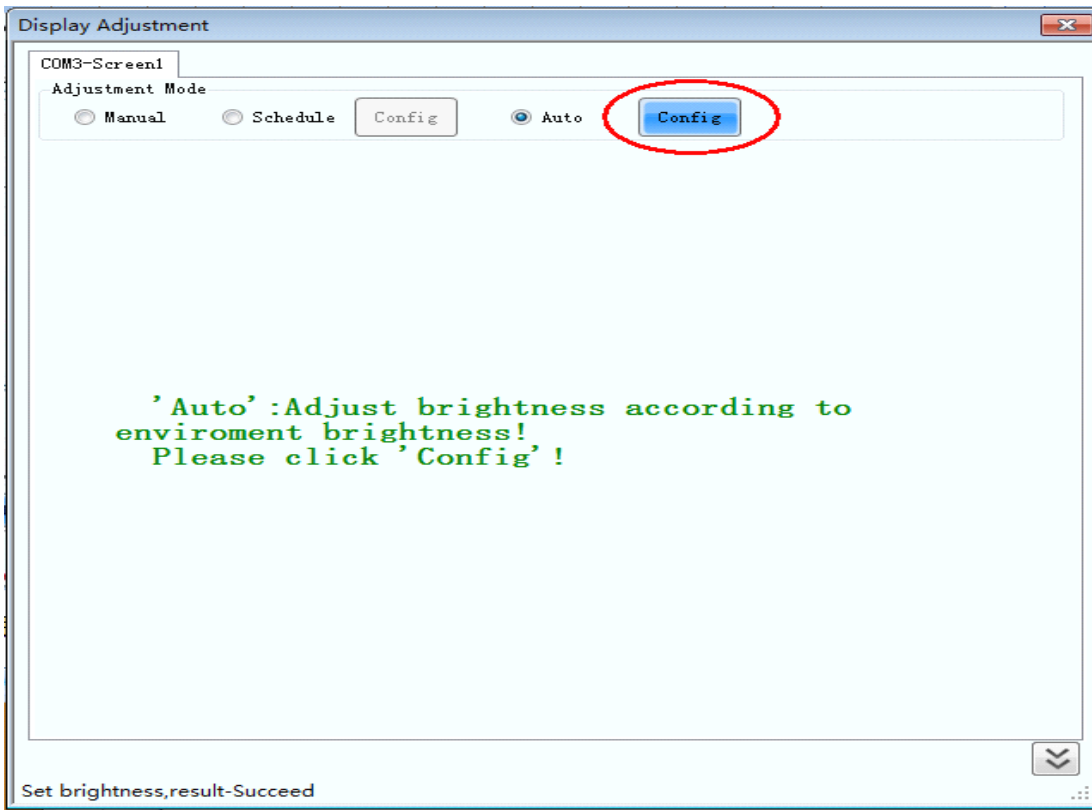 Display Adjustment
COM3-Screen1
Adjustment Mode
Manual Schedule Config Auto Config
'Auto':Adjust brightness according to
enviroment brightness!
Please click 'Config'!
Set brightness,result-Succeed